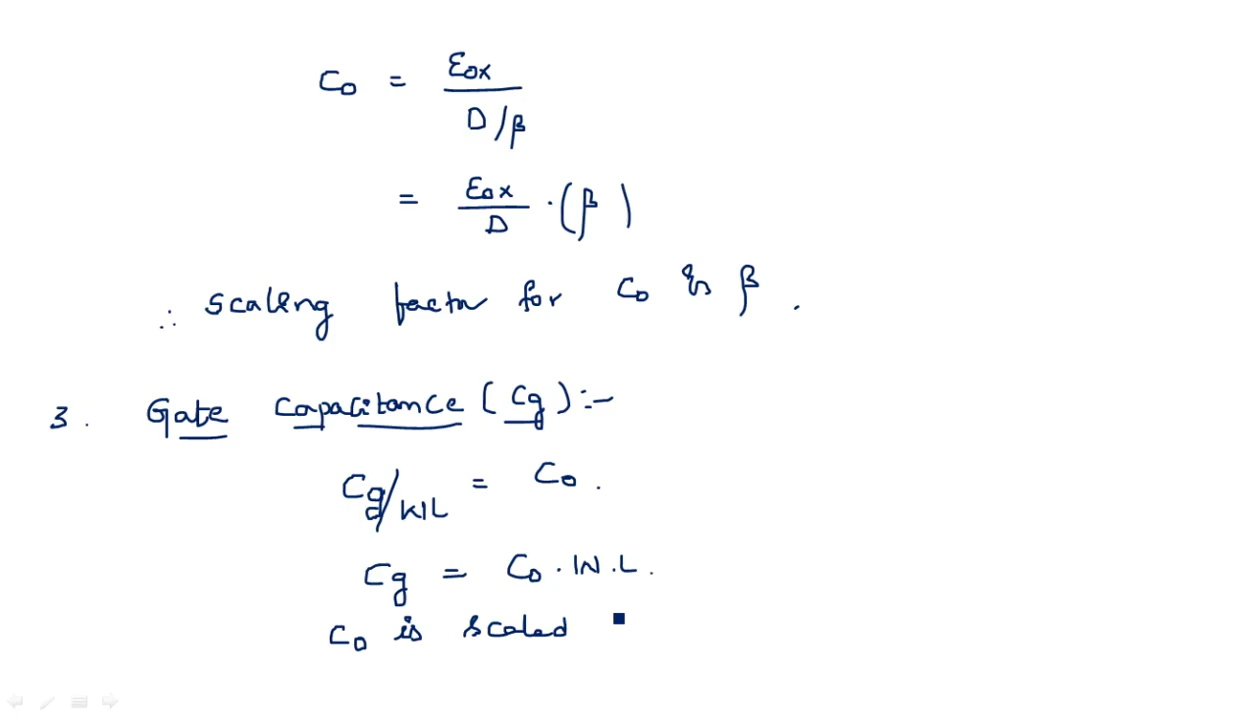 C₀ = εox / D/β
= εox / D · (β)
∴ Scaling factor for C₀ is β.
3. Gate Capacitance (Cg) :-
Cg/WL = C₀.
Cg = C₀ . W . L .
C₀ is scaled